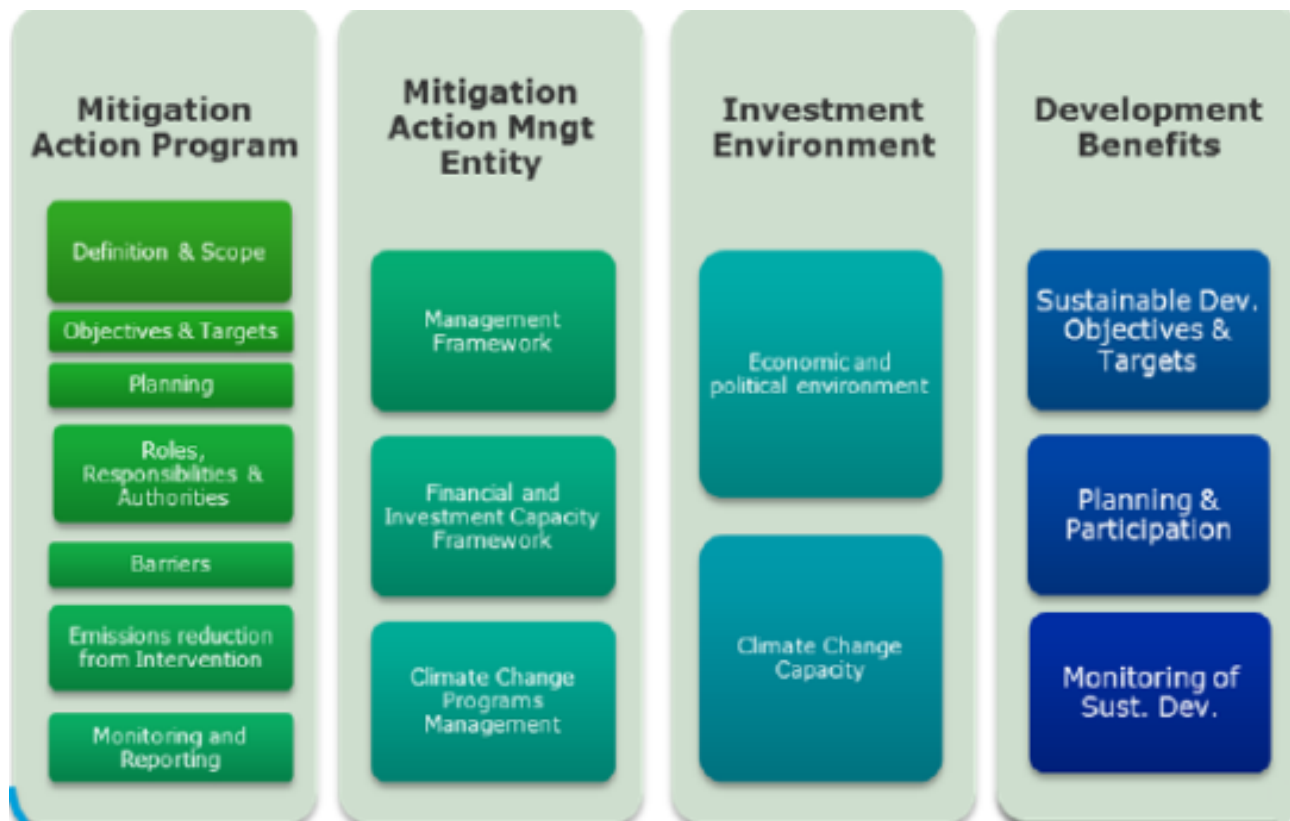 Mitigation
Action Program
Definition & Scope
Objectives & Targets
Planning
Roles,
Responsibilities &
Authorities
Barriers
Emissions reduction
from Intervention
Monitoring and
Reporting
Mitigation
Action Mngt
Entity
Management
Framework
Financial and
Investment Capacity
Framework
Climate Change
Programs
Management
Investment
Environment
Economic and
political environment
Climate Change
Capacity
Development
Benefits
Sustainable Dev.
Objectives &
Targets
Planning &
Participation
Monitoring of
Sust. Dev.